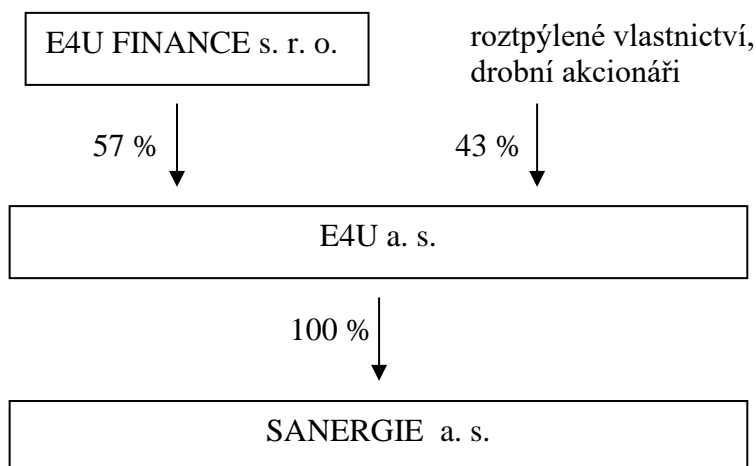 E4U FINANCE s. r. o.
roztpýlené vlastnictví,
drobní akcionáři
57 %
43 %
E4U a. s.
100 %
SANERGIE  a. s.